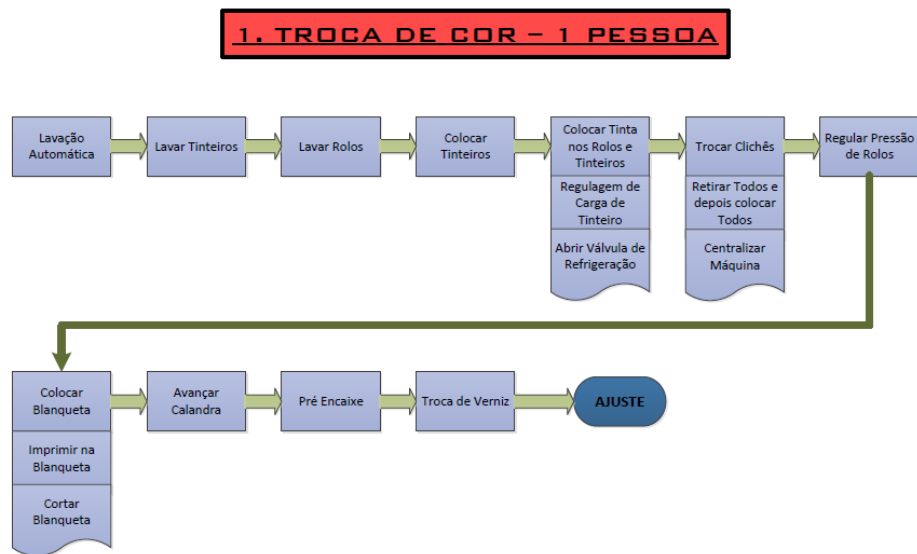 1. TROCA DE COR – 1 PESSOA
Lavação
Automática
Lavar Tinteiros
Lavar Rolos
Colocar
Tinteiros
Colocar Tinta
nos Rolos e
Tinteiros
Regulagem de
Carga de
Tinteiro
Abrir Válvula de
Refrigeração
Trocar Clichês
Retirar Todos e
depois colocar
Todos
Centralizar
Máquina
Regular Pressão
de Rolos
Colocar
Blanqueta
Imprimir na
Blanqueta
Cortar
Blanqueta
Avançar
Calandra
Pré Encaixe
Troca de Verniz
AJUSTE